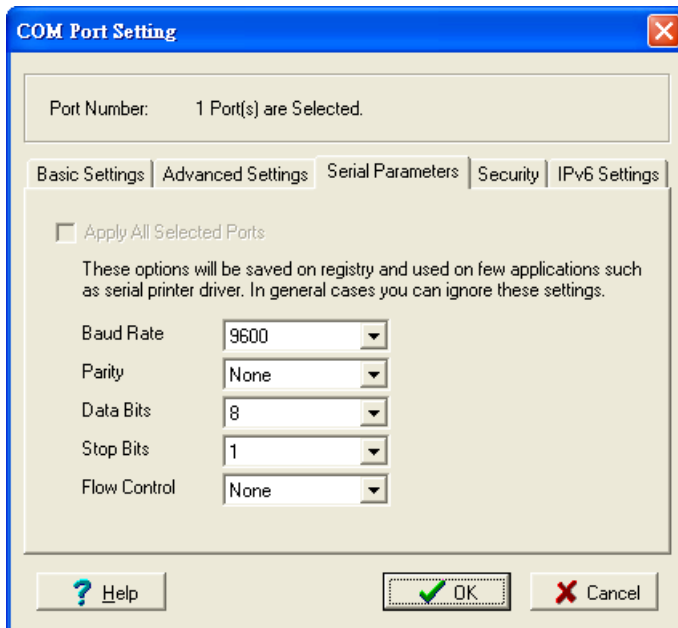 COM Port Setting
Port Number: 1 Port(s) are Selected.
Basic Settings Advanced Settings Serial Parameters Security IPv6 Settings
Apply All Selected Ports
These options will be saved on registry and used on few applications such
as serial printer driver. In general cases you can ignore these settings.
Baud Rate 9600
Parity None
Data Bits 8
Stop Bits 1
Flow Control None
? Help OK Cancel